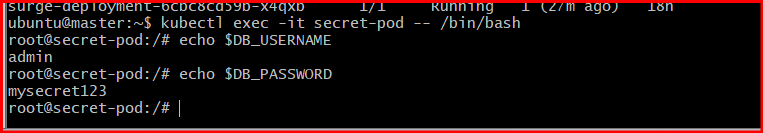 surge-deployment-6cbc8cd59b-x4qxb 1/1 Running 1 (27m ago) 18h
ubuntu@master:~$ kubectl exec -it secret-pod -- /bin/bash
root@secret-pod:/# echo $DB_USERNAME
admin
root@secret-pod:/# echo $DB_PASSWORD
mysecret123
root@secret-pod:/#